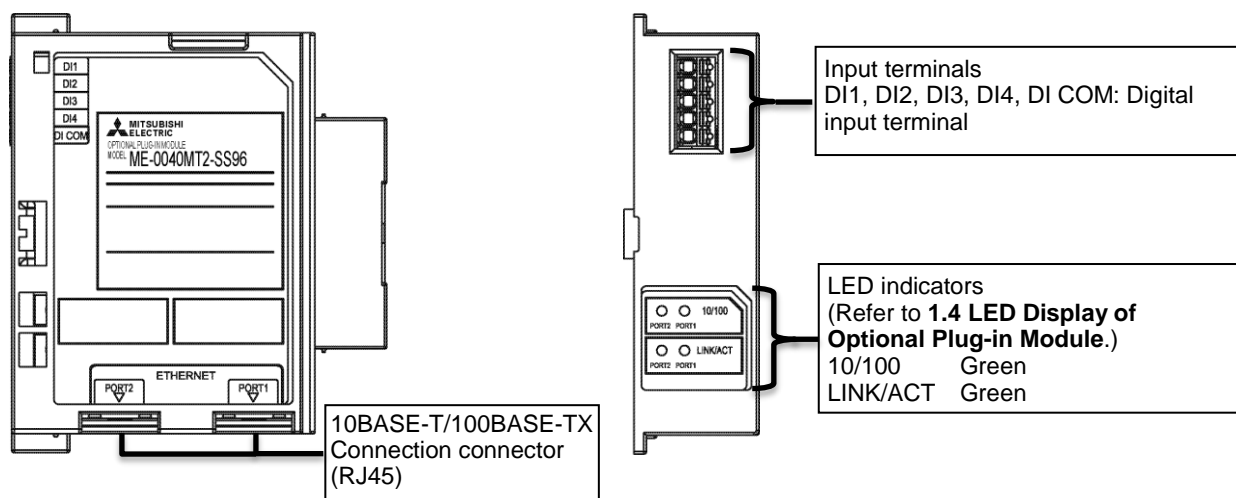 DI1
DI2
DI3
DI4
DI COM
MITSUBISHI
ELECTRIC
OPTIONAL PLUG-IN MODULE
MODEL ME-0040MT2-SS96
ETHERNET
PORT2 PORT1
10BASE-T/100BASE-TX
Connection connector
(RJ45)
Input terminals
DI1, DI2, DI3, DI4, DI COM: Digital
input terminal
10/100
PORT2 PORT1
LINK/ACT
PORT2 PORT1
LED indicators
(Refer to 1.4 LED Display of
Optional Plug-in Module.)
10/100 Green
LINK/ACT Green